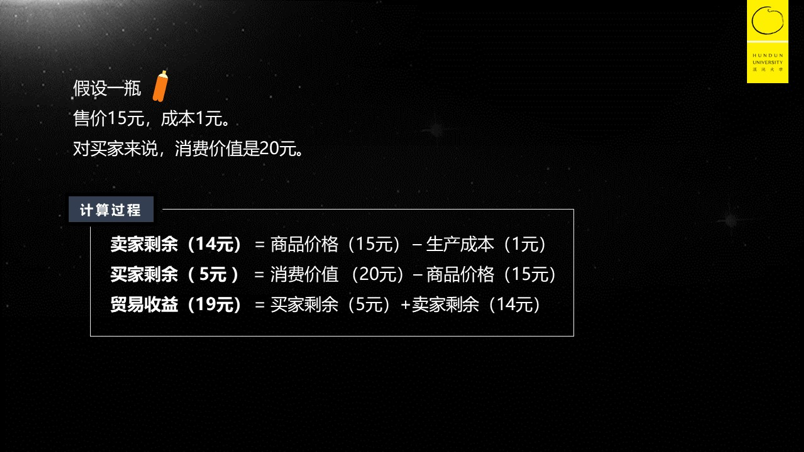 HUNDUN
UNIVERSITY
混沌大学
假设一瓶
售价15元，成本1元。
对买家来说，消费价值是20元。
计算过程
卖家剩余（14元） = 商品价格（15元）– 生产成本（1元）
买家剩余（ 5元 ） = 消费价值 （20元）– 商品价格（15元）
贸易收益（19元） = 买家剩余（5元）+卖家剩余（14元）